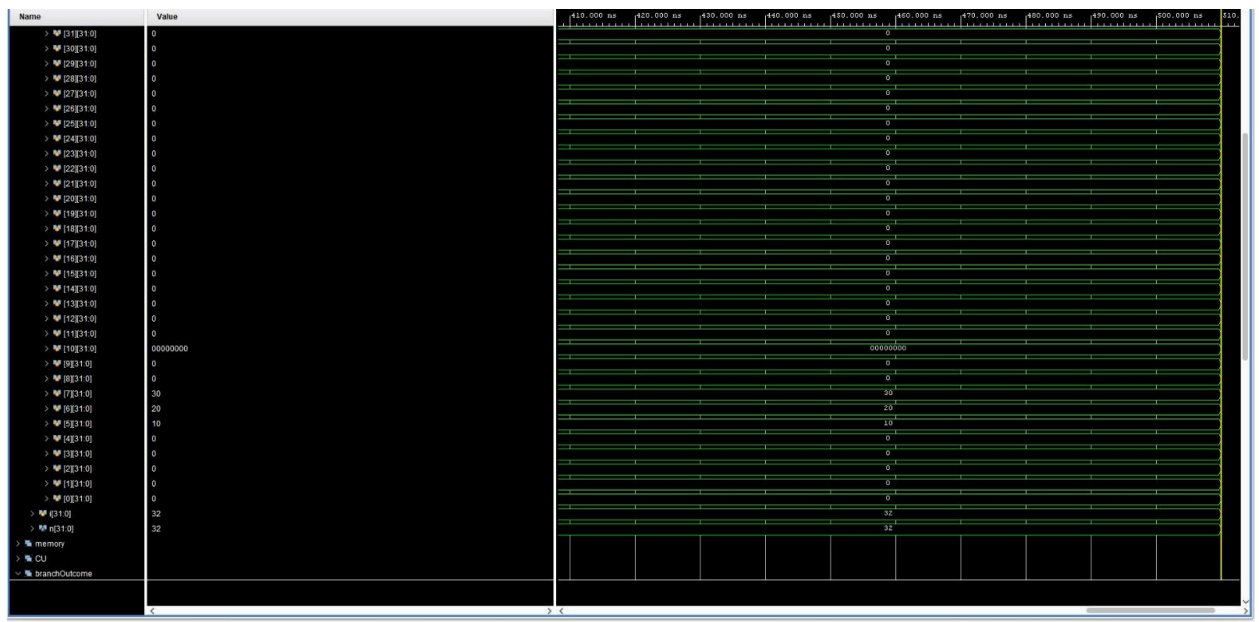 Name Value 410.000 ns 420.000 ns 430.000 ns 440.000 ns 450.000 ns 460.000 ns 470.000 ns 480.000 ns 490.000 ns 500.000 ns 510.
[31][31:0] 0 0
[30][31:0] 0 0
[29][31:0] 0 0
[28][31:0] 0 0
[27][31:0] 0 0
[26][31:0] 0 0
[25][31:0] 0 0
[24][31:0] 0 0
[23][31:0] 0 0
[22][31:0] 0 0
[21][31:0] 0 0
[20][31:0] 0 0
[19][31:0] 0 0
[18][31:0] 0 0
[17][31:0] 0 0
[16][31:0] 0 0
[15][31:0] 0 0
[14][31:0] 0 0
[13][31:0] 0 0
[12][31:0] 0 0
[11][31:0] 0 0
[10][31:0] 00000000 00000000
[9][31:0] 0 0
[8][31:0] 0 0
[7][31:0] 30 30
[6][31:0] 20 20
[5][31:0] 10 10
[4][31:0] 0 0
[3][31:0] 0 0
[2][31:0] 0 0
[1][31:0] 0 0
[0][31:0] 0 0
i[31:0] 32 32
n[31:0] 32 32
memory
CU
branchOutcome